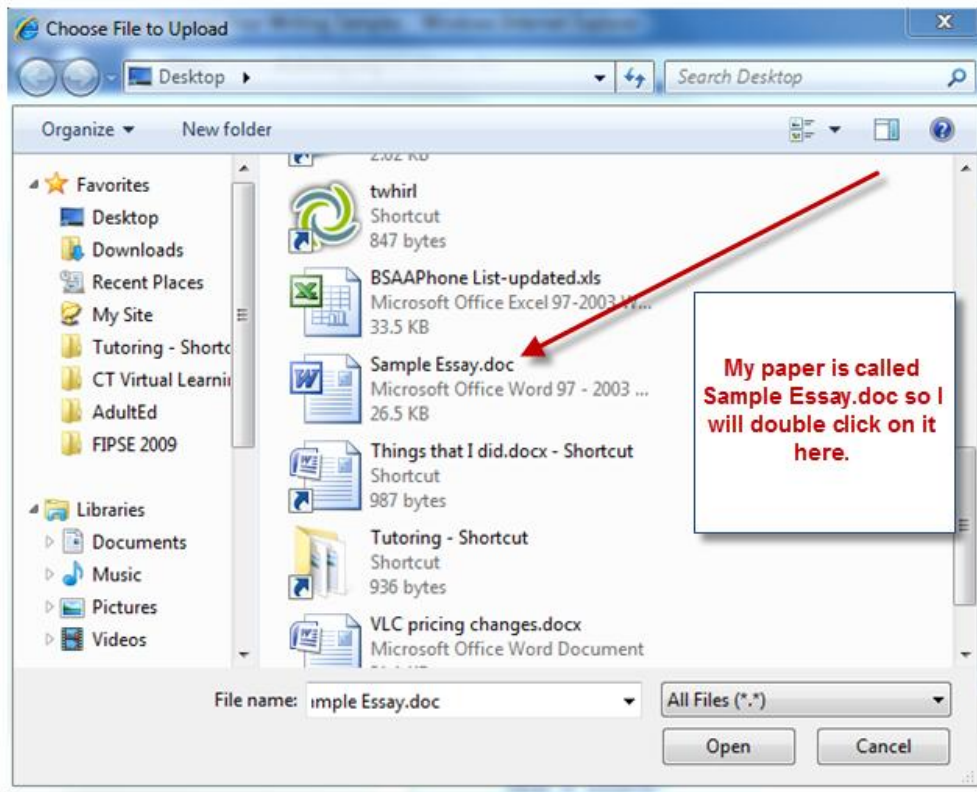 Choose File to Upload
Desktop
Search Desktop
Organize
New folder
2.02 KB
Favorites
Desktop
Downloads
Recent Places
My Site
Tutoring - Shortc
CT Virtual Learnin
AdultEd
FIPSE 2009
Libraries
Documents
Music
Pictures
Videos
twhirl
Shortcut
847 bytes
BSAAPhone List-updated.xls
Microsoft Office Excel 97-2003 W...
33.5 KB
Sample Essay.doc
Microsoft Office Word 97 - 2003 ...
26.5 KB
Things that I did.docx - Shortcut
Shortcut
987 bytes
Tutoring - Shortcut
Shortcut
936 bytes
VLC pricing changes.docx
Microsoft Office Word Document
My paper is called
Sample Essay.doc so I
will double click on it
here.
File name:
mple Essay.doc
All Files (*.*)
Open
Cancel